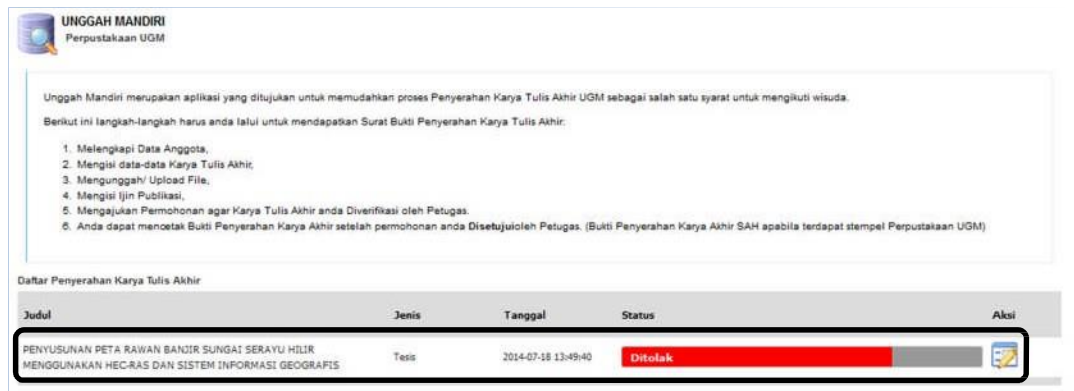 UNGGAH MANDIRI
Perpustakaan UGM
Unggah Mandiri merupakan aplikasi yang ditujukan untuk memudahkan proses Penyerahan Karya Tulis Akhir UGM sebagai salah satu syarat untuk mengikuti wisuda.
Berikut ini langkah-langkah harus anda lalui untuk mendapatkan Surat Bukti Penyerahan Karya Tulis Akhir:
1. Melengkapi Data Anggota,
2. Mengisi data-data Karya Tulis Akhir,
3. Mengunggah/ Upload File,
4. Mengisi Ijin Publikasi,
5. Mengajukan Permohonan agar Karya Tulis Akhir anda Diverifikasi oleh Petugas.
6. Anda dapat mencetak Bukti Penyerahan Karya Akhir setelah permohonan anda Disetujuioleh Petugas. (Bukti Penyerahan Karya Akhir SAH apabila terdapat stempel Perpustakaan UGM)
Daftar Penyerahan Karya Tulis Akhir
Judul Jenis Tanggal Status Aksi
PENYUSUNAN PETA RAWAN BANJIR SUNGAI SERAYU HILIR
MENGGUNAKAN HEC-RAS DAN SISTEM INFORMASI GEOGRAFIS
Tesis 2014-07-18 13:49:40 Ditolak